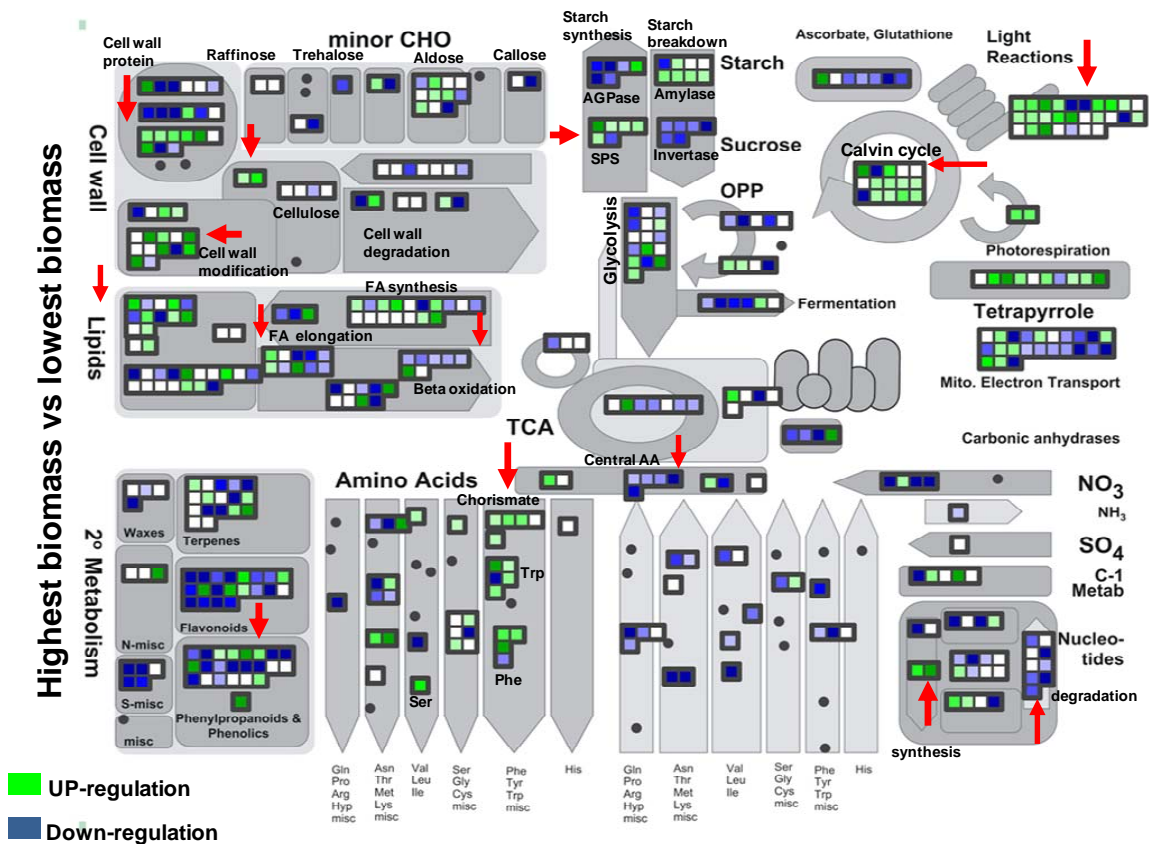 Highest biomass vs lowest biomass
minor CHO
Cell wall
protein
Raffinose
Trehalose
Aldose
Callose
Starch
synthesis
Starch
breakdown
Starch
AGPase
Amylase
SPS
Invertase
Sucrose
Ascorbate, Glutathione
Light
Reactions
Calvin cycle
Photorespiration
Tetrapyrrole
Mito. Electron Transport
Carbonic anhydrases
OPP
Glycolysis
Fermentation
TCA
Cell wall
Cellulose
Cell wall
degradation
Cell wall
modification
Lipids
FA synthesis
FA elongation
Beta oxidation
Amino Acids
Central AA
Chorismate
Trp
Phe
Ser
2° Metabolism
Waxes
Terpenes
N-misc
Flavonoids
S-misc
Phenylpropanoids &
Phenolics
misc
NO3
NH3
SO4
C-1
Metab
Nucleo-
tides
degradation
synthesis
Gln
Pro
Arg
Hyp
misc
Asn
Thr
Met
Lys
misc
Val
Leu
Ile
Ser
Gly
Cys
misc
Phe
Tyr
Trp
misc
His
Gln
Pro
Arg
Hyp
misc
Asn
Thr
Met
Lys
misc
Val
Leu
Ile
Ser
Gly
Cys
misc
Phe
Tyr
Trp
misc
His
UP-regulation
Down-regulation